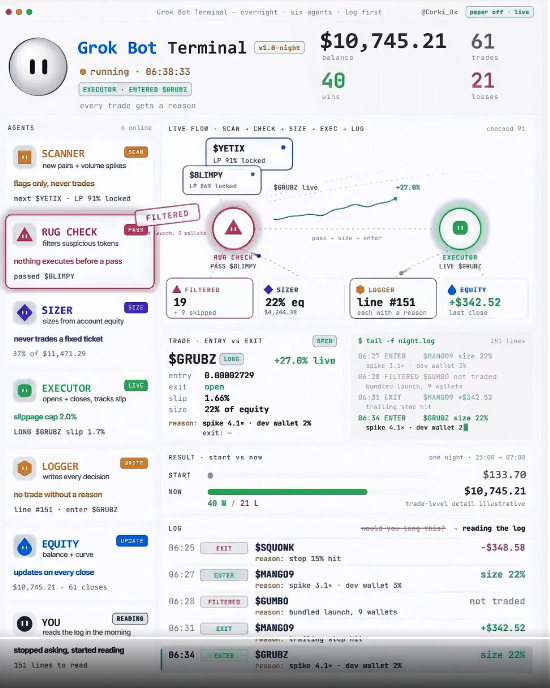 Grok Bot Terminal — overnight · six agents · log first
@Corki_0x
paper off · live
Grok Bot Terminal
v1.0-night
running · 06:38:33
EXECUTOR · ENTERED $GRUBZ
every trade gets a reason
$10,745.21
balance
61
trades
40
wins
21
losses
AGENTS
6 online
SCANNER
SCAN
new pairs + volume spikes
flags only, never trades
next $YETIX · LP 91% locked
RUG CHECK
PASS
filters suspicious tokens
nothing executes before a pass
passed $BLIMPY
SIZER
SIZE
sizes from account equity
never trades a fixed ticket
37% of $11,471.29
EXECUTOR
LIVE
opens + closes, tracks slip
slippage cap 2.0%
LONG $GRUBZ slip 1.7%
LOGGER
WRITE
writes every decision
no trade without a reason
line #151 · enter $GRUBZ
EQUITY
UPDATE
balance + curve
updates on every close
$10,745.21 · 61 closes
YOU
READING
reads the log in the morning
stopped asking, started reading
151 lines to read
LIVE FLOW · SCAN → CHECK → SIZE → EXEC → LOG
checked 91
$YETIX
LP 91% locked
$BLIMPY
LP 86% locked
FILTERED
launch, 9 wallets
$GRUBZ live
+27.0%
pass → size → enter
RUG CHECK
PASS $BLIMPY
EXECUTOR
LIVE $GRUBZ
FILTERED
19
+ 9 skipped
SIZER
22% eq
$4,244.38
LOGGER
line #151
each with a reason
EQUITY
+$342.52
last close
TRADE · ENTRY vs EXIT
OPEN
$GRUBZ
LONG
+27.0% live
entry 0.00002729
exit open
slip 1.66%
size 22% of equity
reason: spike 4.1× · dev wallet 2%
exit: —
$ tail -f night.log
151 lines
06:27 ENTER $MANGO9 size 22%
spike 3.1× · dev wallet 3%
06:28 FILTERED $GUMBO not traded
bundled launch, 9 wallets
06:31 EXIT $MANGO9 +$342.52
trailing stop hit
06:34 ENTER $GRUBZ size 22%
spike 4.1× · dev wallet 2
RESULT · start vs now
one night · 23:00 → 07:00
START
$133.70
NOW
$10,745.21
40 W / 21 L
trade-level detail illustrative
LOG
would you long this? → reading the log
06:25 EXIT $SQUONK -$348.58
reason: stop 15% hit
06:27 ENTER $MANGO9 size 22%
reason: spike 3.1× · dev wallet 3%
06:28 FILTERED $GUMBO not traded
reason: bundled launch, 9 wallets
06:31 EXIT $MANGO9 +$342.52
reason: trailing stop hit
06:34 ENTER $GRUBZ size 22%
reason: spike 4.1× · dev wallet 2%